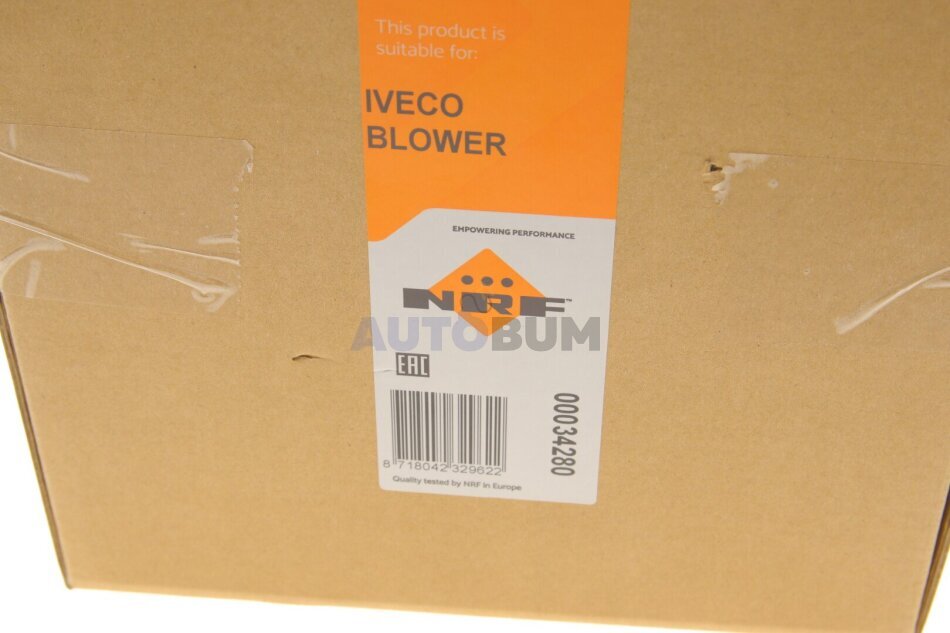 This product is
suitable for:
IVECO
BLOWER
EMPOWERING PERFORMANCE
NRF™
AUTOBUM
EAC
00034280
8 718042 329622
Quality tested by NRF in Europe